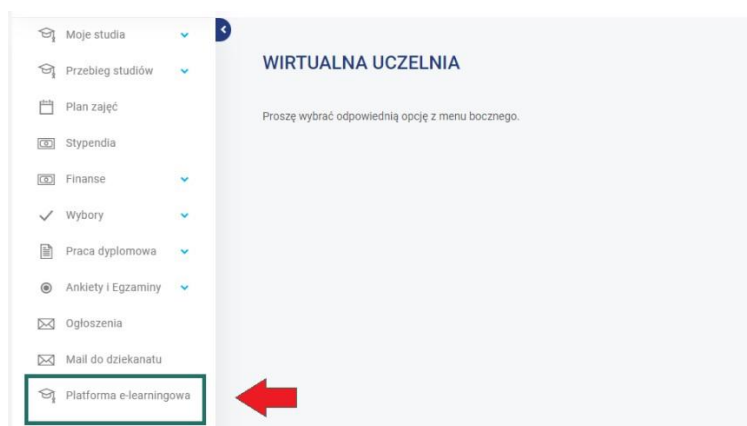 Moje studia
Przebieg studiów
Plan zajęć
Stypendia
Finanse
Wybory
Praca dyplomowa
Ankiety i Egzaminy
Ogłoszenia
Mail do dziekanatu
Platforma e-learningowa
WIRTUALNA UCZELNIA
Proszę wybrać odpowiednią opcję z menu bocznego.